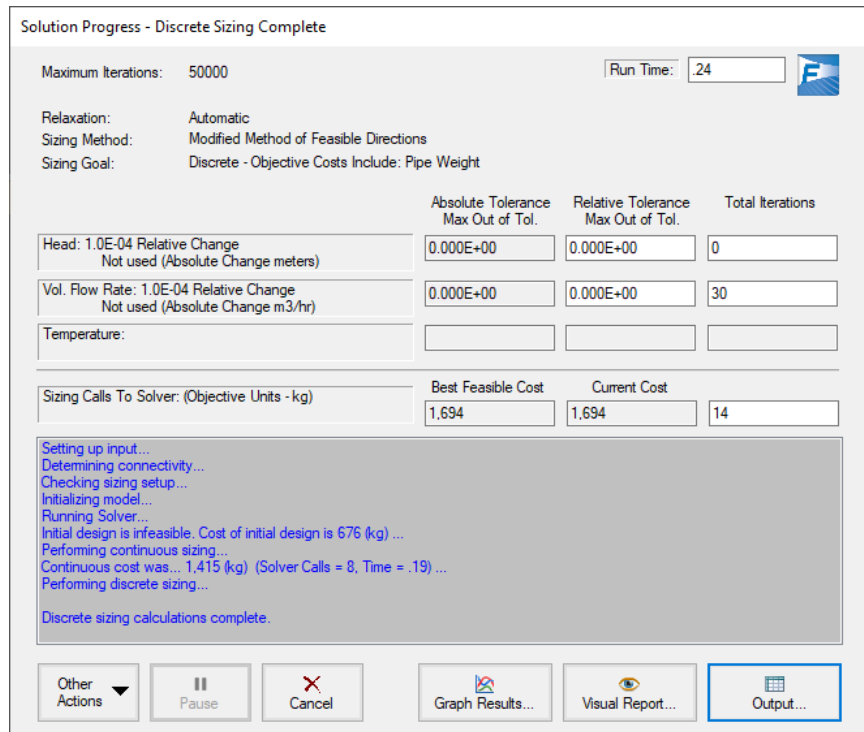 Solution Progress - Discrete Sizing Complete
Maximum Iterations: 50000 Run Time: .24
Relaxation: Automatic
Sizing Method: Modified Method of Feasible Directions
Sizing Goal: Discrete - Objective Costs Include: Pipe Weight
Absolute Tolerance Relative Tolerance Total Iterations
Max Out of Tol. Max Out of Tol.
Head: 1.0E-04 Relative Change 0.000E+00 0.000E+00 0
Not used (Absolute Change meters)
Vol. Flow Rate: 1.0E-04 Relative Change 0.000E+00 0.000E+00 30
Not used (Absolute Change m3/hr)
Temperature:
Best Feasible Cost Current Cost
Sizing Calls To Solver: (Objective Units - kg) 1,694 1,694 14
Setting up input...
Determining connectivity...
Checking sizing setup...
Initializing model...
Running Solver...
Initial design is infeasible. Cost of initial design is 676 (kg) ...
Performing continuous sizing...
Continuous cost was... 1,415 (kg) (Solver Calls = 8, Time = .19) ...
Performing discrete sizing...
Discrete sizing calculations complete.
Other Actions Pause Cancel Graph Results... Visual Report... Output...